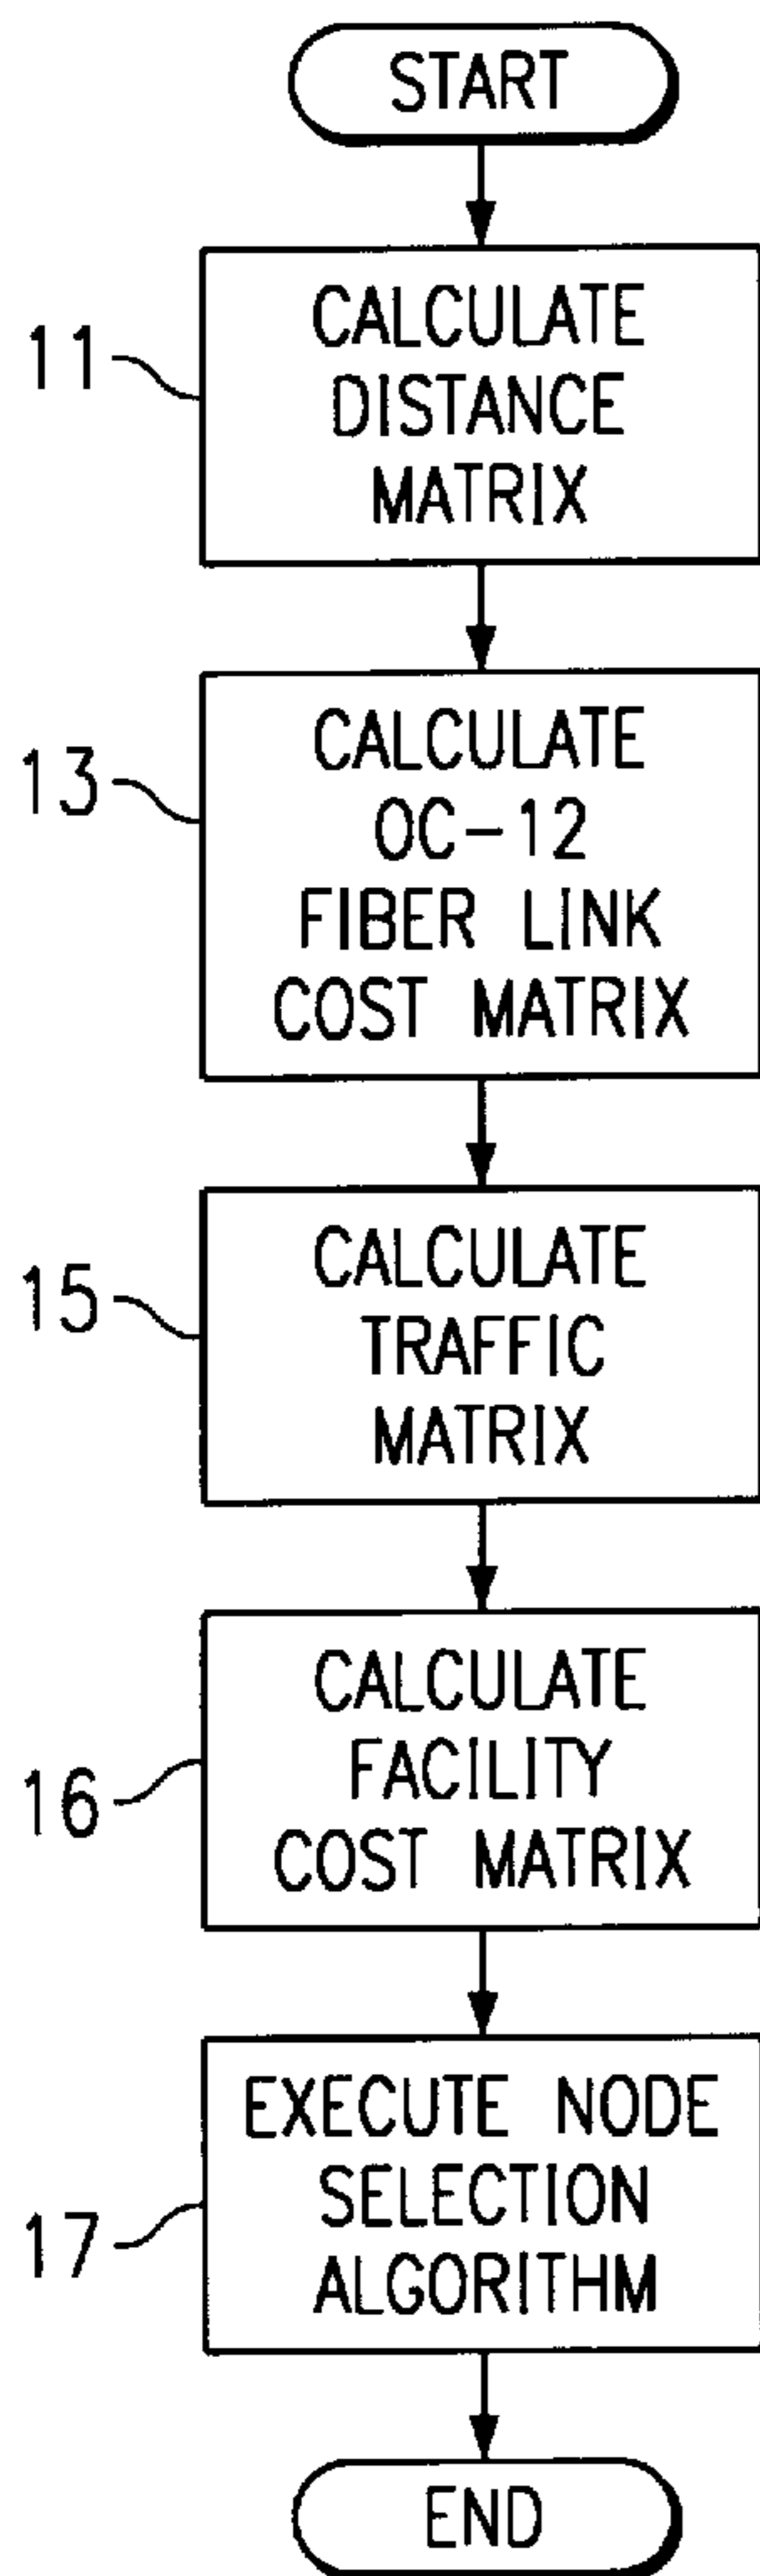 START
11
CALCULATE
DISTANCE
MATRIX
13
CALCULATE
OC-12
FIBER LINK
COST MATRIX
15
CALCULATE
TRAFFIC
MATRIX
16
CALCULATE
FACILITY
COST MATRIX
17
EXECUTE NODE
SELECTION
ALGORITHM
END